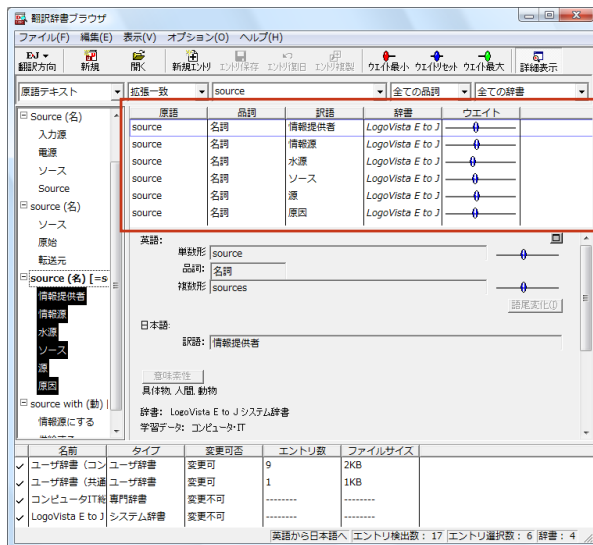 翻訳辞書ブラウザ
ファイル(F) 編集(E) 表示(V) オプション(O) ヘルプ(H)
EJ
翻訳方向 新規 開く 新規エントリ エントリ保存 エントリ復旧 エントリ複製 ウエイト最小 ウエイトリセット ウエイト最大 詳細表示
原語テキスト 拡張一致 source 全ての品詞 全ての辞書
Source (名)
入力源
電源
ソース
Source
source (名)
ソース
原始
転送元
source (名) [=s
情報提供者
情報源
水源
ソース
源
原因
source with (動) [
情報源にする
原語 品詞 訳語 辞書 ウエイト
source 名詞 情報提供者 LogoVista E to J
source 名詞 情報源 LogoVista E to J
source 名詞 水源 LogoVista E to J
source 名詞 ソース LogoVista E to J
source 名詞 源 LogoVista E to J
source 名詞 原因 LogoVista E to J
英語:
単数形 source
品詞: 名詞
複数形 sources
語尾変化(I)
日本語:
訳語: 情報提供者
意味索性
具体物, 人間, 動物
辞書: LogoVista E to J システム辞書
学習データ: コンピュータ・IT
名前 タイプ 変更可否 エントリ数 ファイルサイズ
ユーザ辞書 (コン ユーザ辞書 変更可 9 2KB
ユーザ辞書 (共通 ユーザ辞書 変更可 1 1KB
コンピュータIT総 専門辞書 変更不可 -------- --------
LogoVista E to J システム辞書 変更不可 -------- --------
英語から日本語へ エントリ検出数: 17 エントリ選択数: 6 辞書: 4